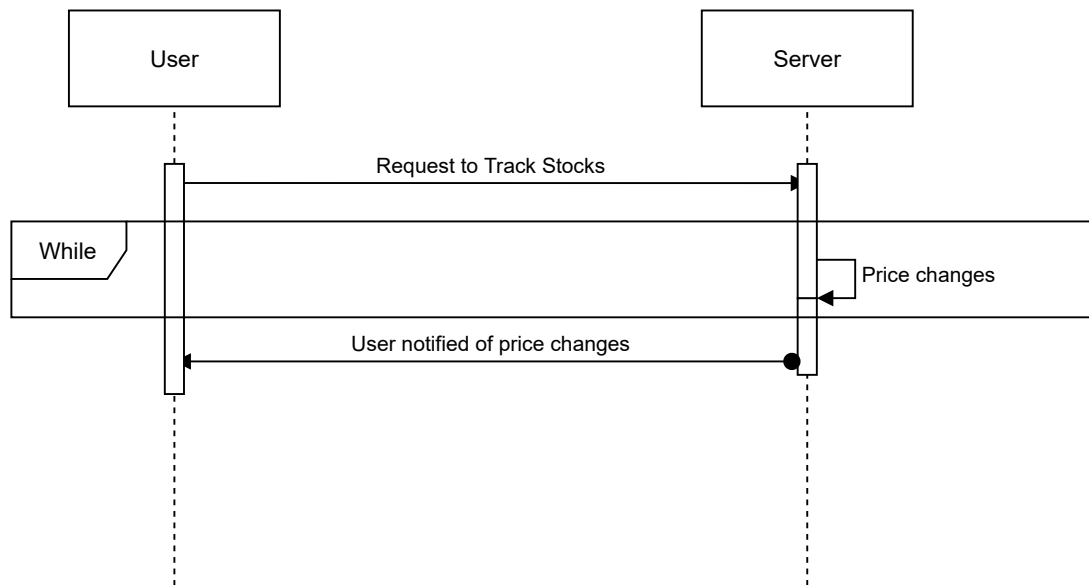 User
Server
Request to Track Stocks
While
Price changes
User notified of price changes